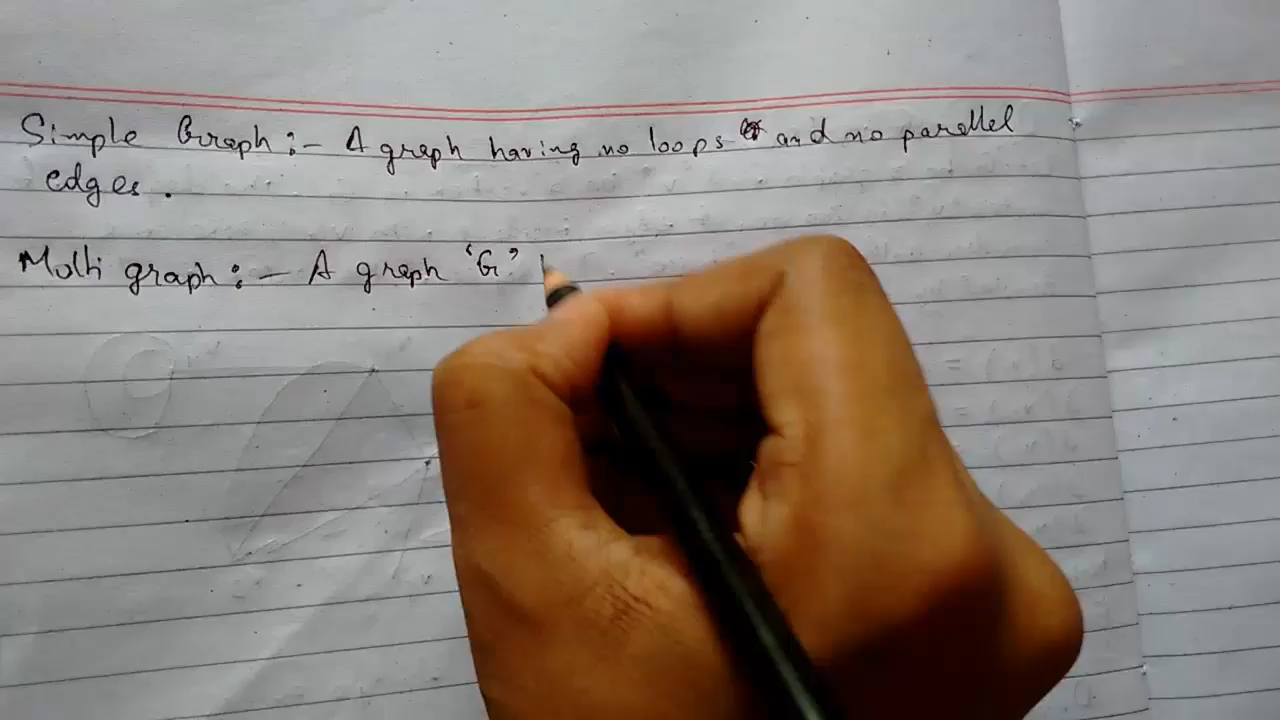 Simple Graph :- A graph having no loops and no parallel
edges.
Multi graph :- A graph 'G'